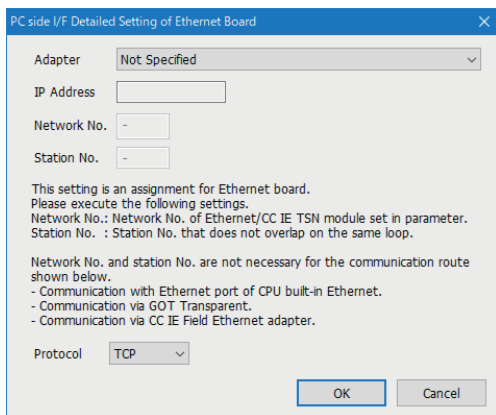 PC side I/F Detailed Setting of Ethernet Board
Adapter Not Specified
IP Address
Network No. -
Station No. -
This setting is an assignment for Ethernet board.
Please execute the following settings.
Network No.: Network No. of Ethernet/CC IE TSN module set in parameter.
Station No. : Station No. that does not overlap on the same loop.
Network No. and station No. are not necessary for the communication route
shown below.
- Communication with Ethernet port of CPU built-in Ethernet.
- Communication via GOT Transparent.
- Communication via CC IE Field Ethernet adapter.
Protocol TCP
OK Cancel